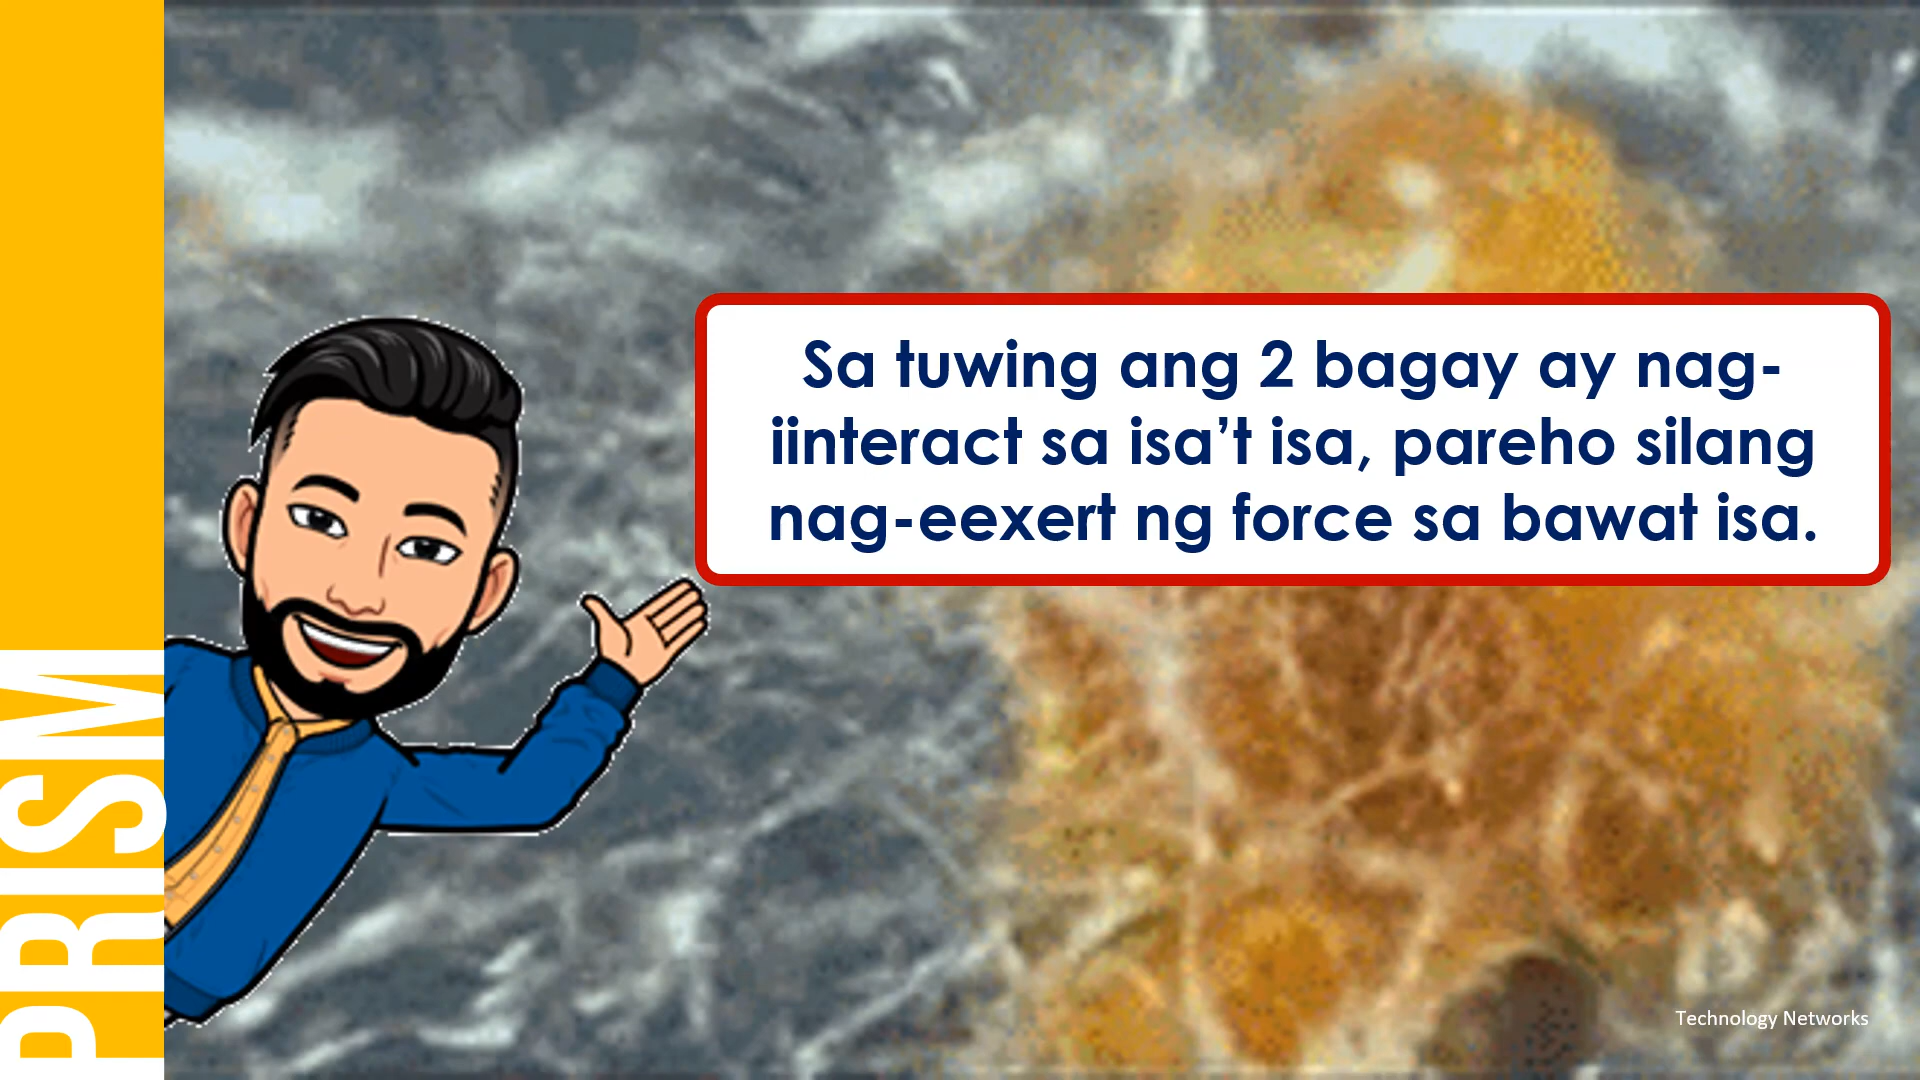 PRISM
Sa tuwing ang 2 bagay ay nag-
iinteract sa isa’t isa, pareho silang
nag-eexert ng force sa bawat isa.
Technology Networks